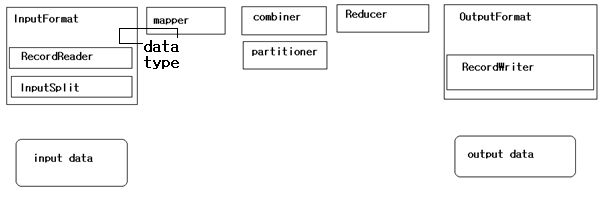 InputFormat
mapper
combiner
Reducer
OutputFormat
data
type
RecordReader
partitioner
RecordWriter
InputSplit
input data
output data